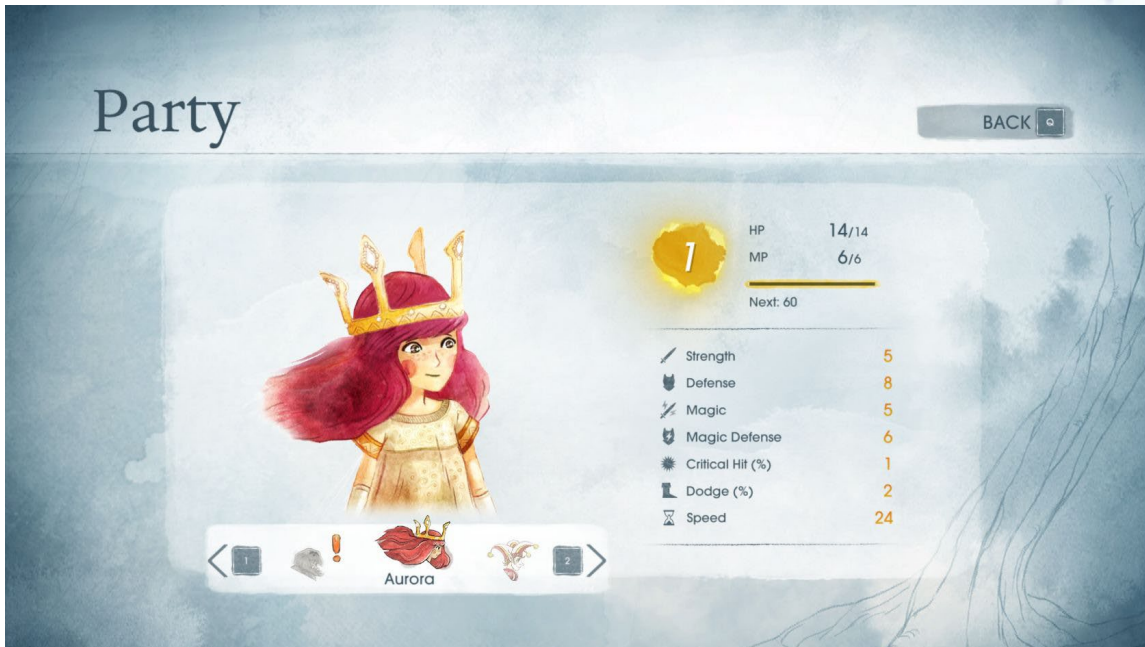 Party
BACK Q
1
HP 14/14
MP 6/6
Next: 60
Strength 5
Defense 8
Magic 5
Magic Defense 6
Critical Hit (%) 1
Dodge (%) 2
Speed 24
1 ! 2
Aurora